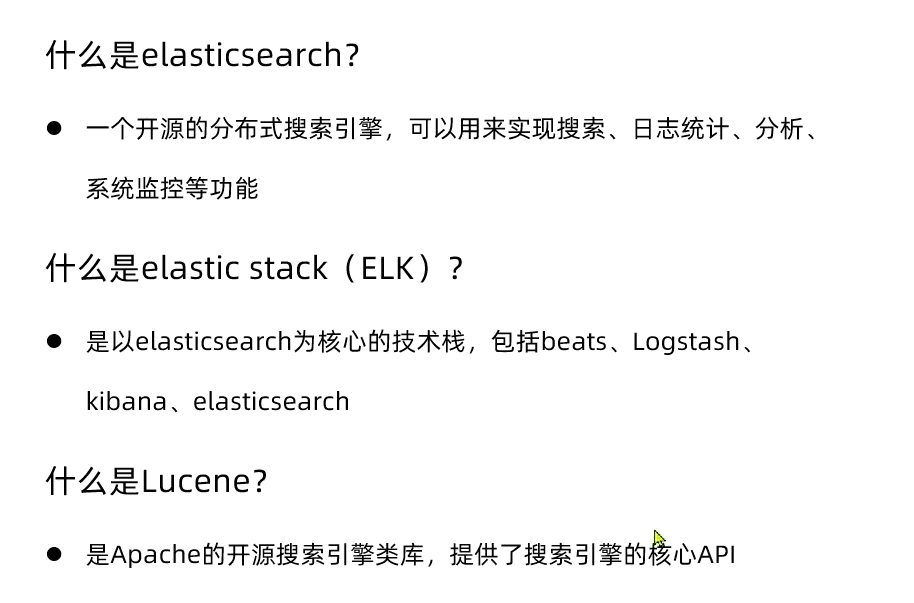 什么是elasticsearch？
● 一个开源的分布式搜索引擎，可以用来实现搜索、日志统计、分析、
系统监控等功能
什么是elastic stack（ELK）？
● 是以elasticsearch为核心的技术栈，包括beats、Logstash、
kibana、elasticsearch
什么是Lucene？
● 是Apache的开源搜索引擎类库，提供了搜索引擎的核心API